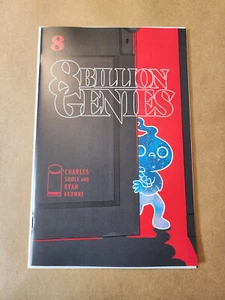 8
8 BILLION
GENIES
CHARLES
SOULE AND
RYAN
BROWNE